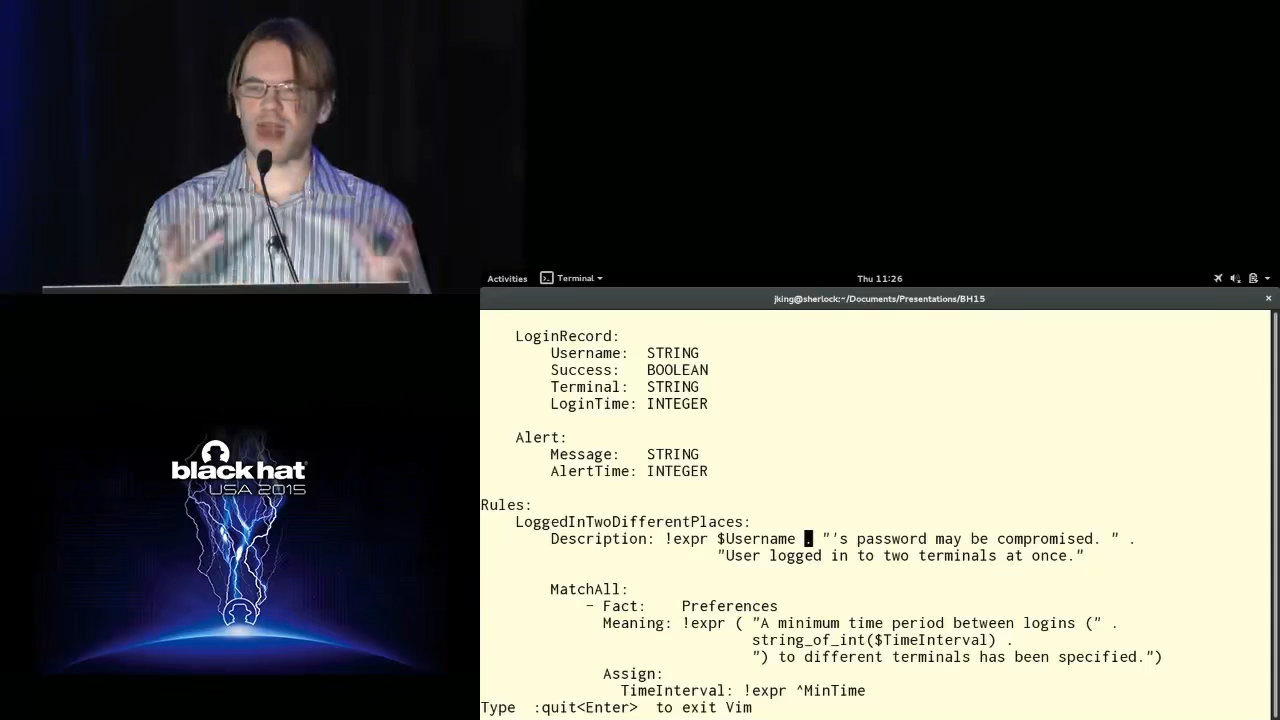 Activities Terminal Thu 11:26
jking@sherlock:~/Documents/Presentations/BH15 ×
LoginRecord:
Username: STRING
Success: BOOLEAN
Terminal: STRING
LoginTime: INTEGER
Alert:
Message: STRING
AlertTime: INTEGER
Rules:
LoggedInTwoDifferentPlaces:
Description: !expr $Username . "'s password may be compromised. " .
"User logged in to two terminals at once."
MatchAll:
- Fact: Preferences
Meaning: !expr ( "A minimum time period between logins (" .
string_of_int($TimeInterval) .
") to different terminals has been specified.")
Assign:
TimeInterval: !expr ^MinTime
Type :quit<Enter> to exit Vim
black hat
USA 2015